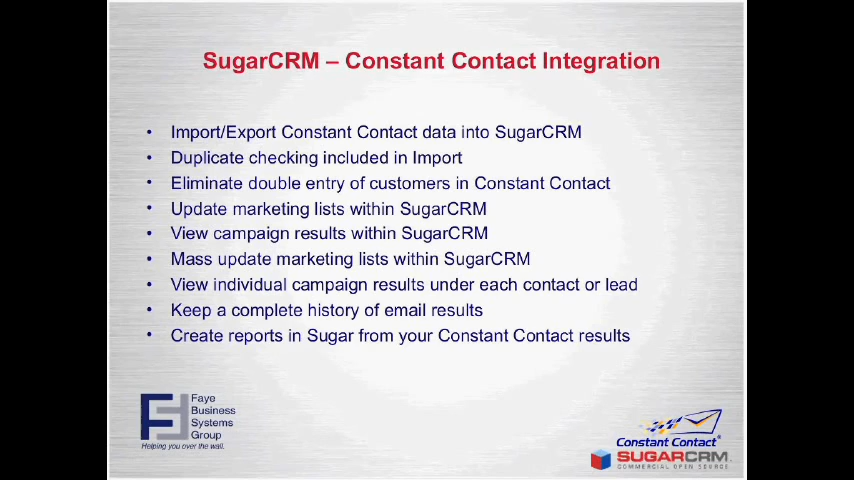 SugarCRM – Constant Contact Integration
• Import/Export Constant Contact data into SugarCRM
• Duplicate checking included in Import
• Eliminate double entry of customers in Constant Contact
• Update marketing lists within SugarCRM
• View campaign results within SugarCRM
• Mass update marketing lists within SugarCRM
• View individual campaign results under each contact or lead
• Keep a complete history of email results
• Create reports in Sugar from your Constant Contact results
Faye
Business
Systems
Group
Helping you over the wall.
Constant Contact®
SUGARCRM.
COMMERCIAL OPEN SOURCE